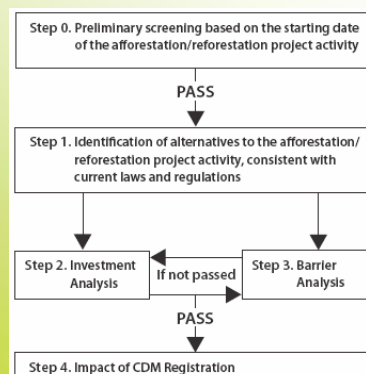 Step 0. Preliminary screening based on the starting date
of the afforestation/reforestation project activity
PASS
Step 1. Identification of alternatives to the afforestation/
reforestation project activity, consistent with
current laws and regulations
Step 2. Investment
Analysis
If not passed
Step 3. Barrier
Analysis
PASS
Step 4. Impact of CDM Registration